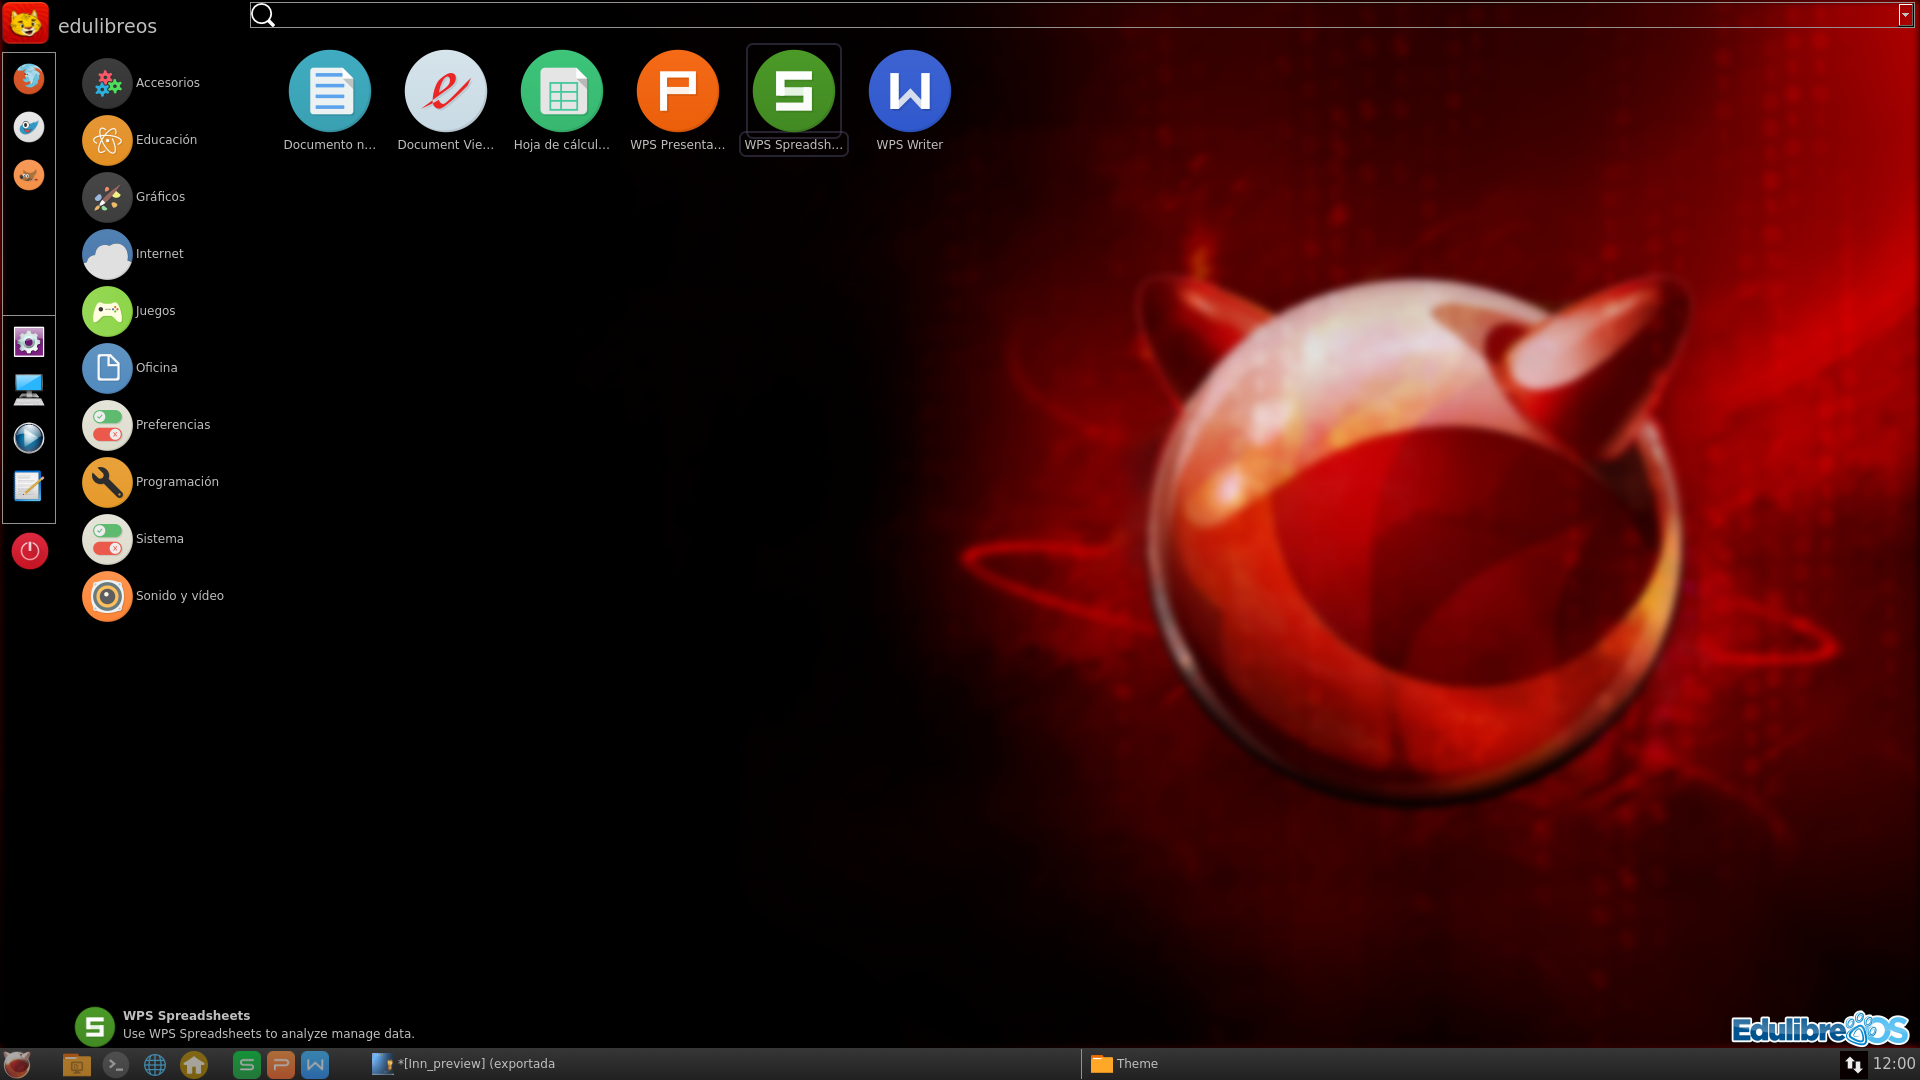 edulibreos
Accesorios
Educación
Gráficos
Internet
Juegos
Oficina
Preferencias
Programación
Sistema
Sonido y vídeo
Documento n...
Document Vie...
Hoja de cálcul...
WPS Presenta...
WPS Spreadsh...
WPS Writer
WPS Spreadsheets
Use WPS Spreadsheets to analyze manage data.
EdulibreOS
*[Inn_preview] (exportada
Theme
12:00